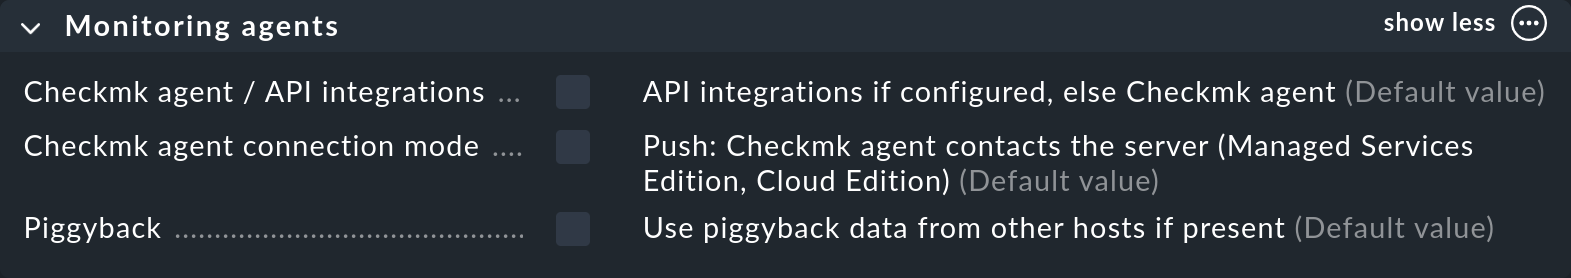 Monitoring agents
show less
Checkmk agent / API integrations ... API integrations if configured, else Checkmk agent (Default value)
Checkmk agent connection mode .... Push: Checkmk agent contacts the server (Managed Services
Edition, Cloud Edition) (Default value)
Piggyback ............................................ Use piggyback data from other hosts if present (Default value)